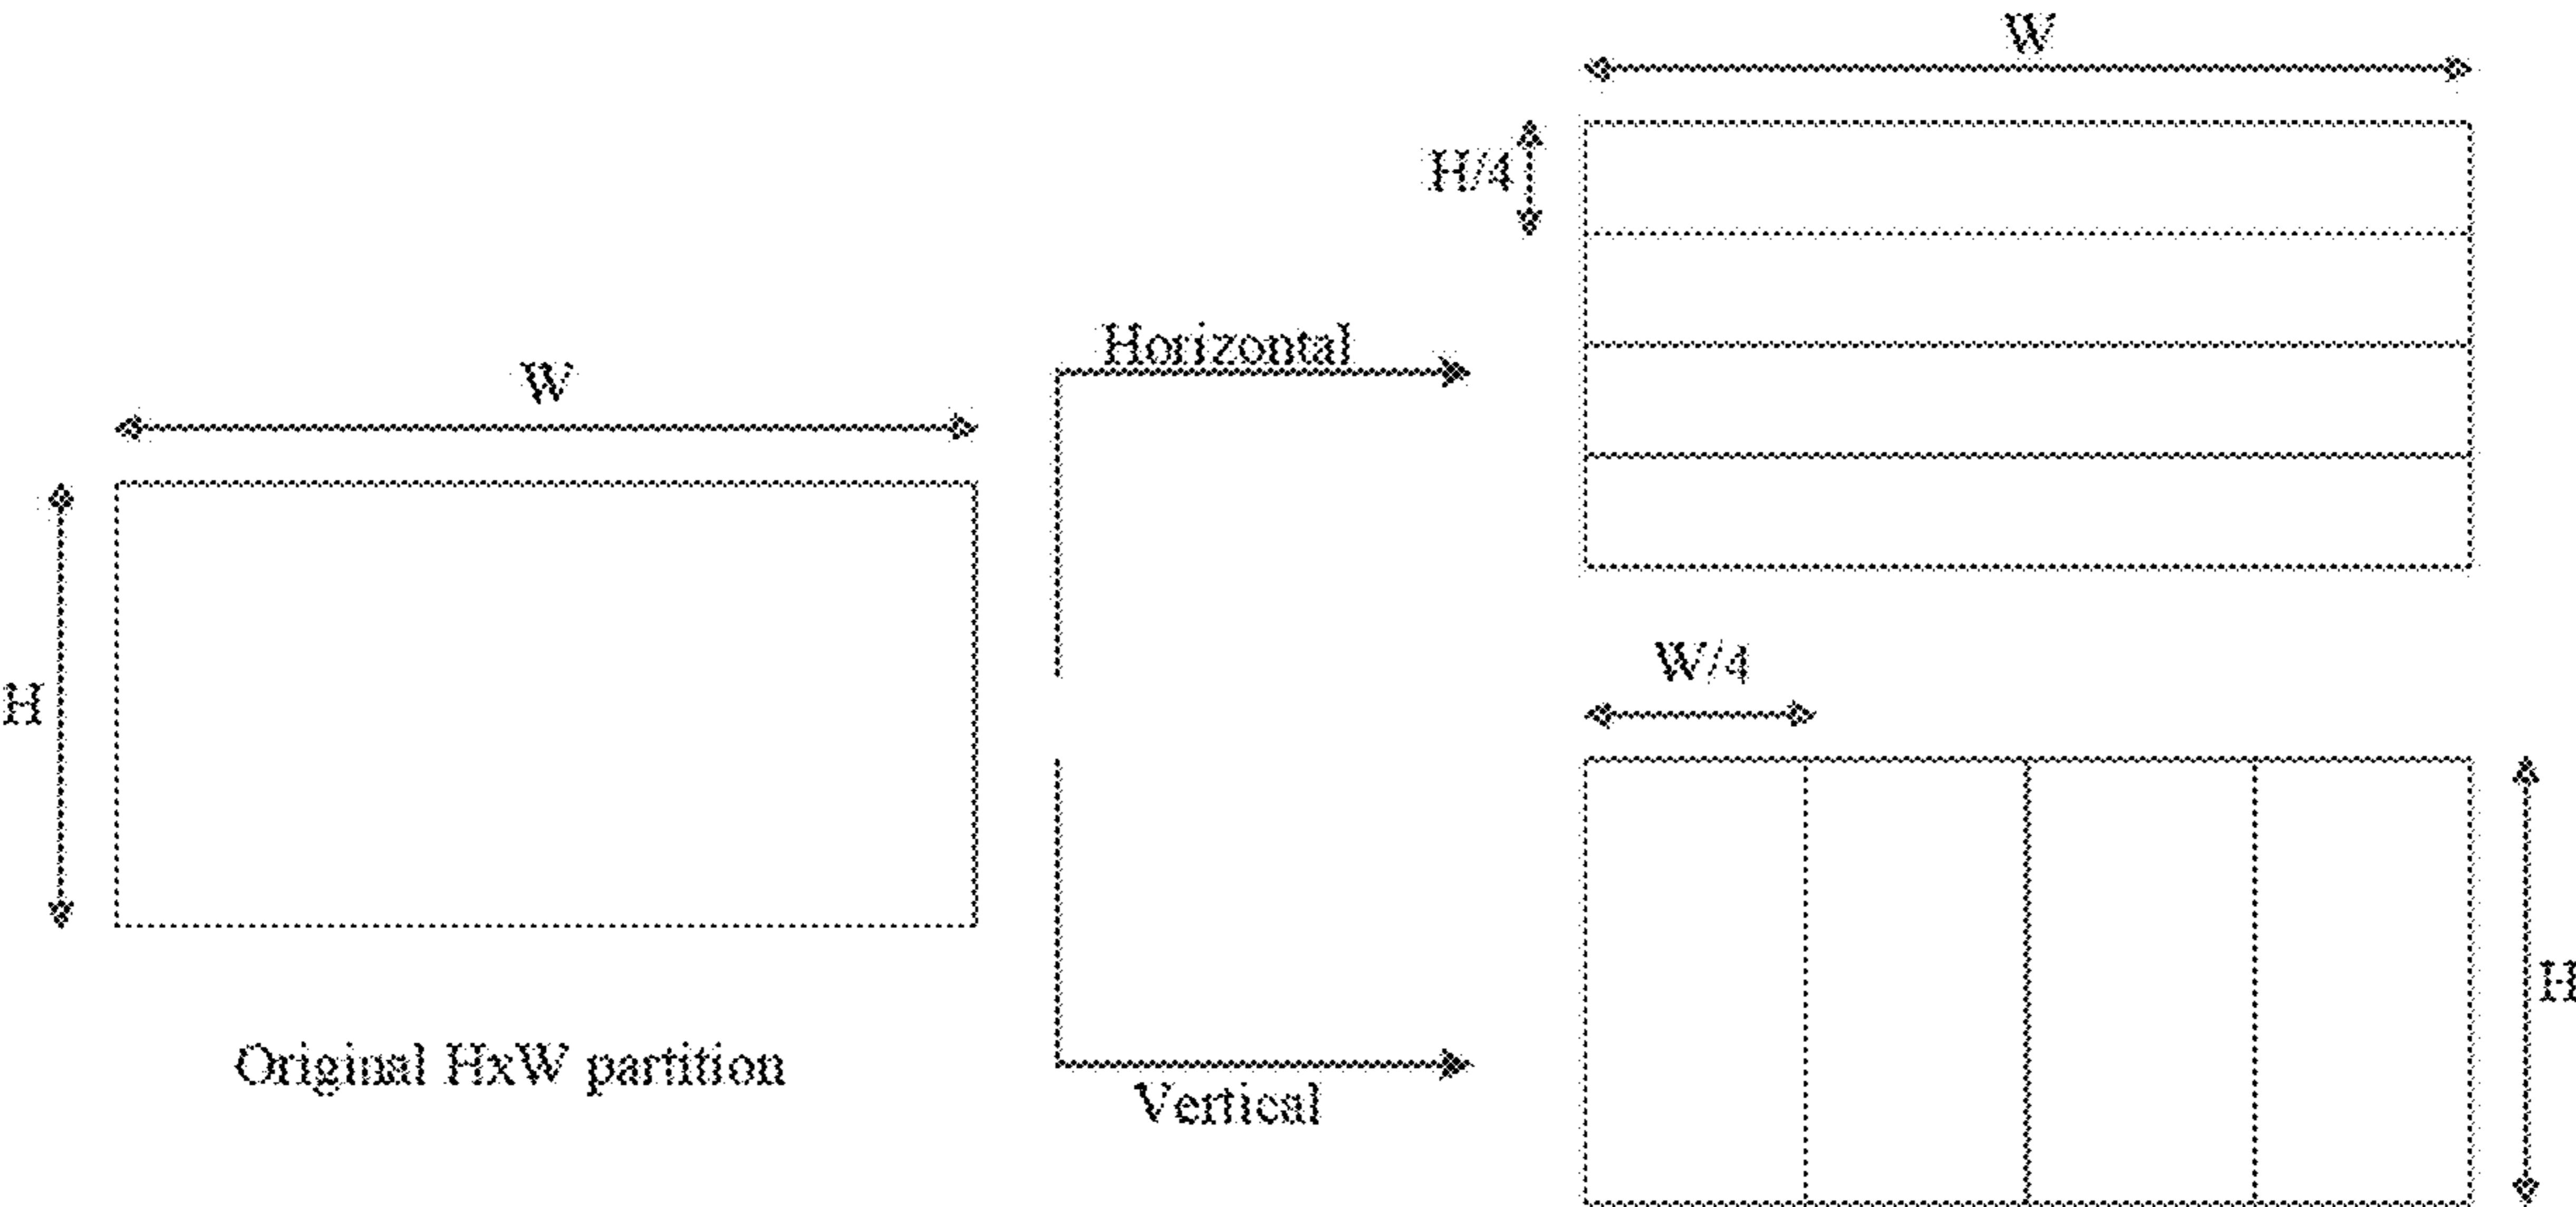 W
H/4
Horizontal
W
H
W/4
H
Original HxW partition
Vertical